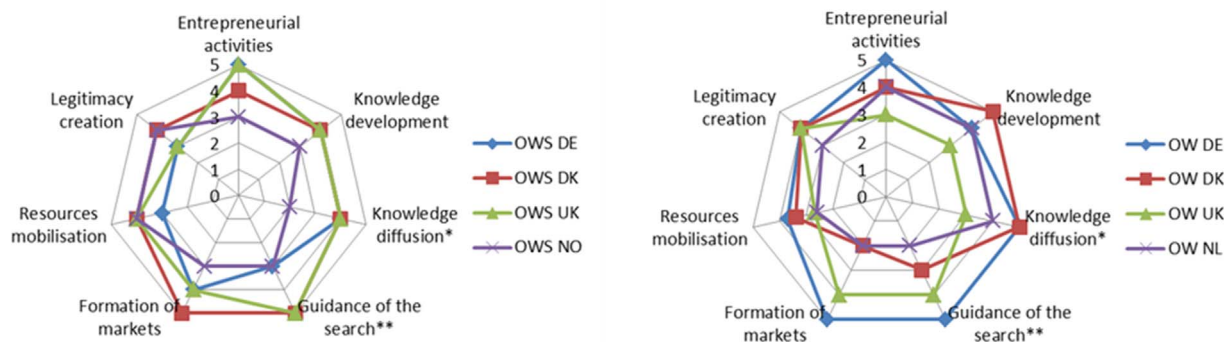 Entrepreneurial
activities
5
4
3
2
1
0
Knowledge
development
Knowledge
diffusion*
Guidance of the
search**
Formation of
markets
Resources
mobilisation
Legitimacy
creation
OWS DE
OWS DK
OWS UK
OWS NO
Entrepreneurial
activities
5
4
3
2
1
0
Knowledge
development
Knowledge
diffusion*
Guidance of the
search**
Formation of
markets
Resources
mobilisation
Legitimacy
creation
OW DE
OW DK
OW UK
OW NL